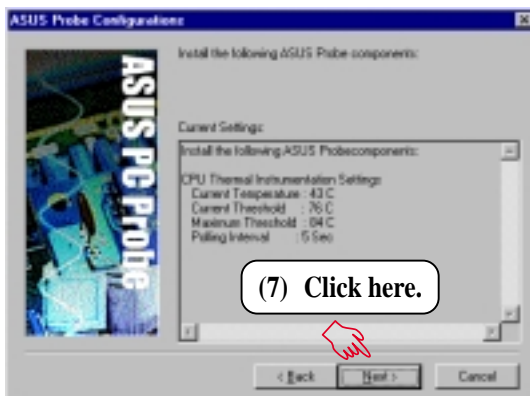 ASUS Probe Configurations
ASUS PC Probe
Install the following ASUS Probe components:
Current Settings:
Install the following ASUS Probecomponents:
CPU Thermal Instrumentation Settings
Current Temperature : 43 C
Current Threshold : 76 C
Maximum Threshold : 84 C
Polling Interval : 5 Sec
(7) Click here.
< Back
Next >
Cancel